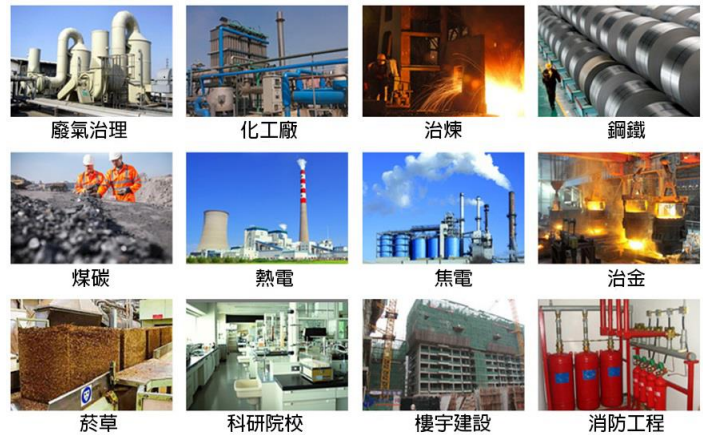 廢氣治理
化工廠
治煉
鋼鐵
煤碳
熱電
焦電
治金
菸草
科研院校
樓宇建設
消防工程